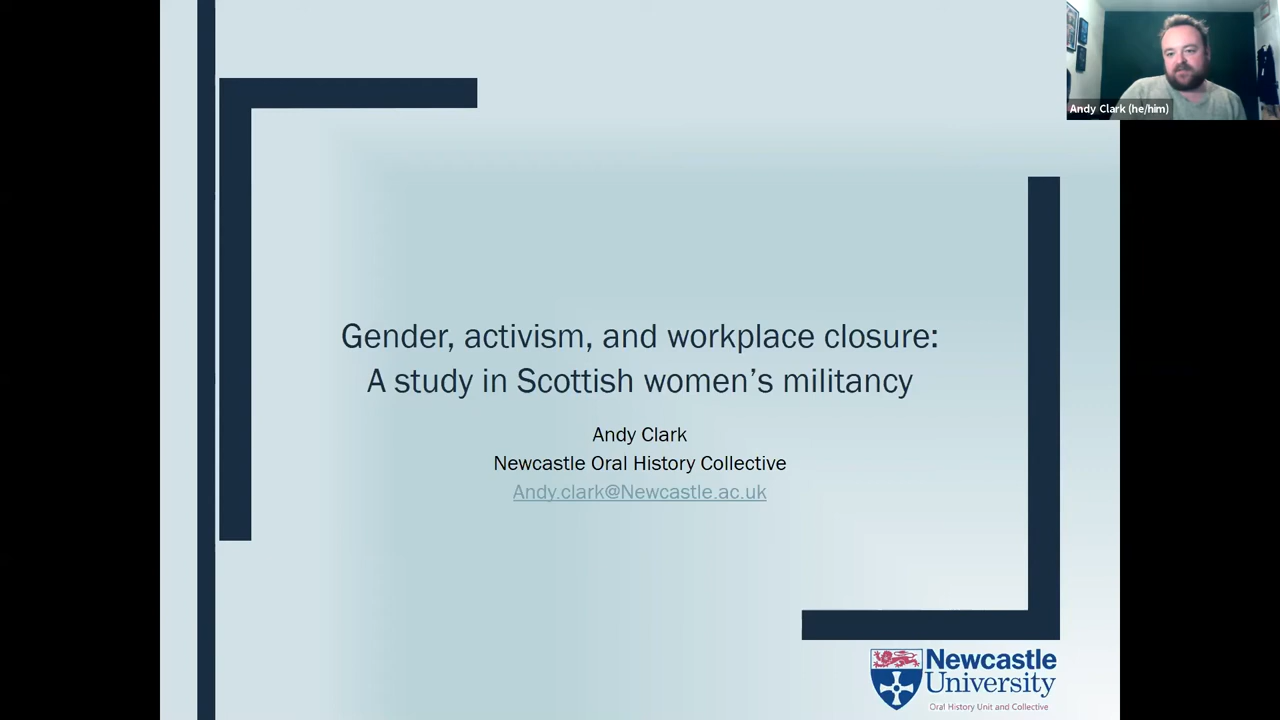 Andy Clark (he/him)
Gender, activism, and workplace closure:
A study in Scottish women’s militancy
Andy Clark
Newcastle Oral History Collective
Andy.clark@Newcastle.ac.uk
Newcastle
University
Oral History Unit and Collective